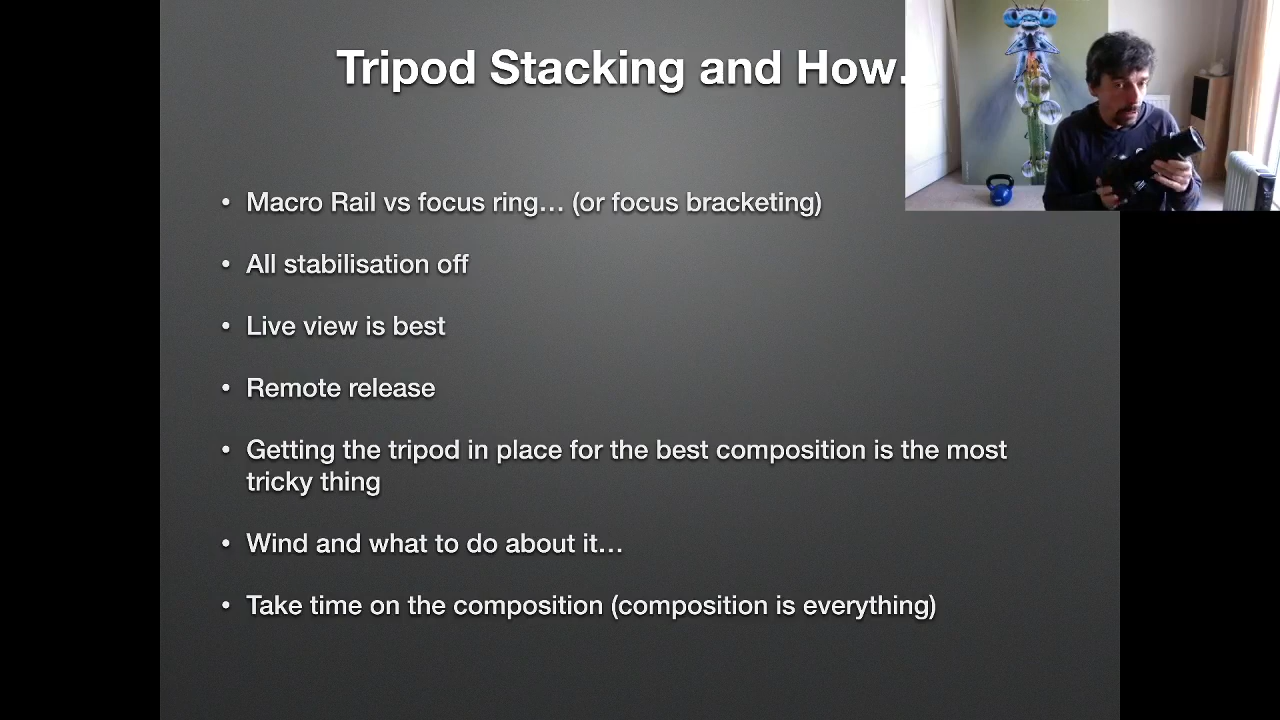 Tripod Stacking and How.
• Macro Rail vs focus ring… (or focus bracketing)
• All stabilisation off
• Live view is best
• Remote release
• Getting the tripod in place for the best composition is the most
tricky thing
• Wind and what to do about it…
• Take time on the composition (composition is everything)